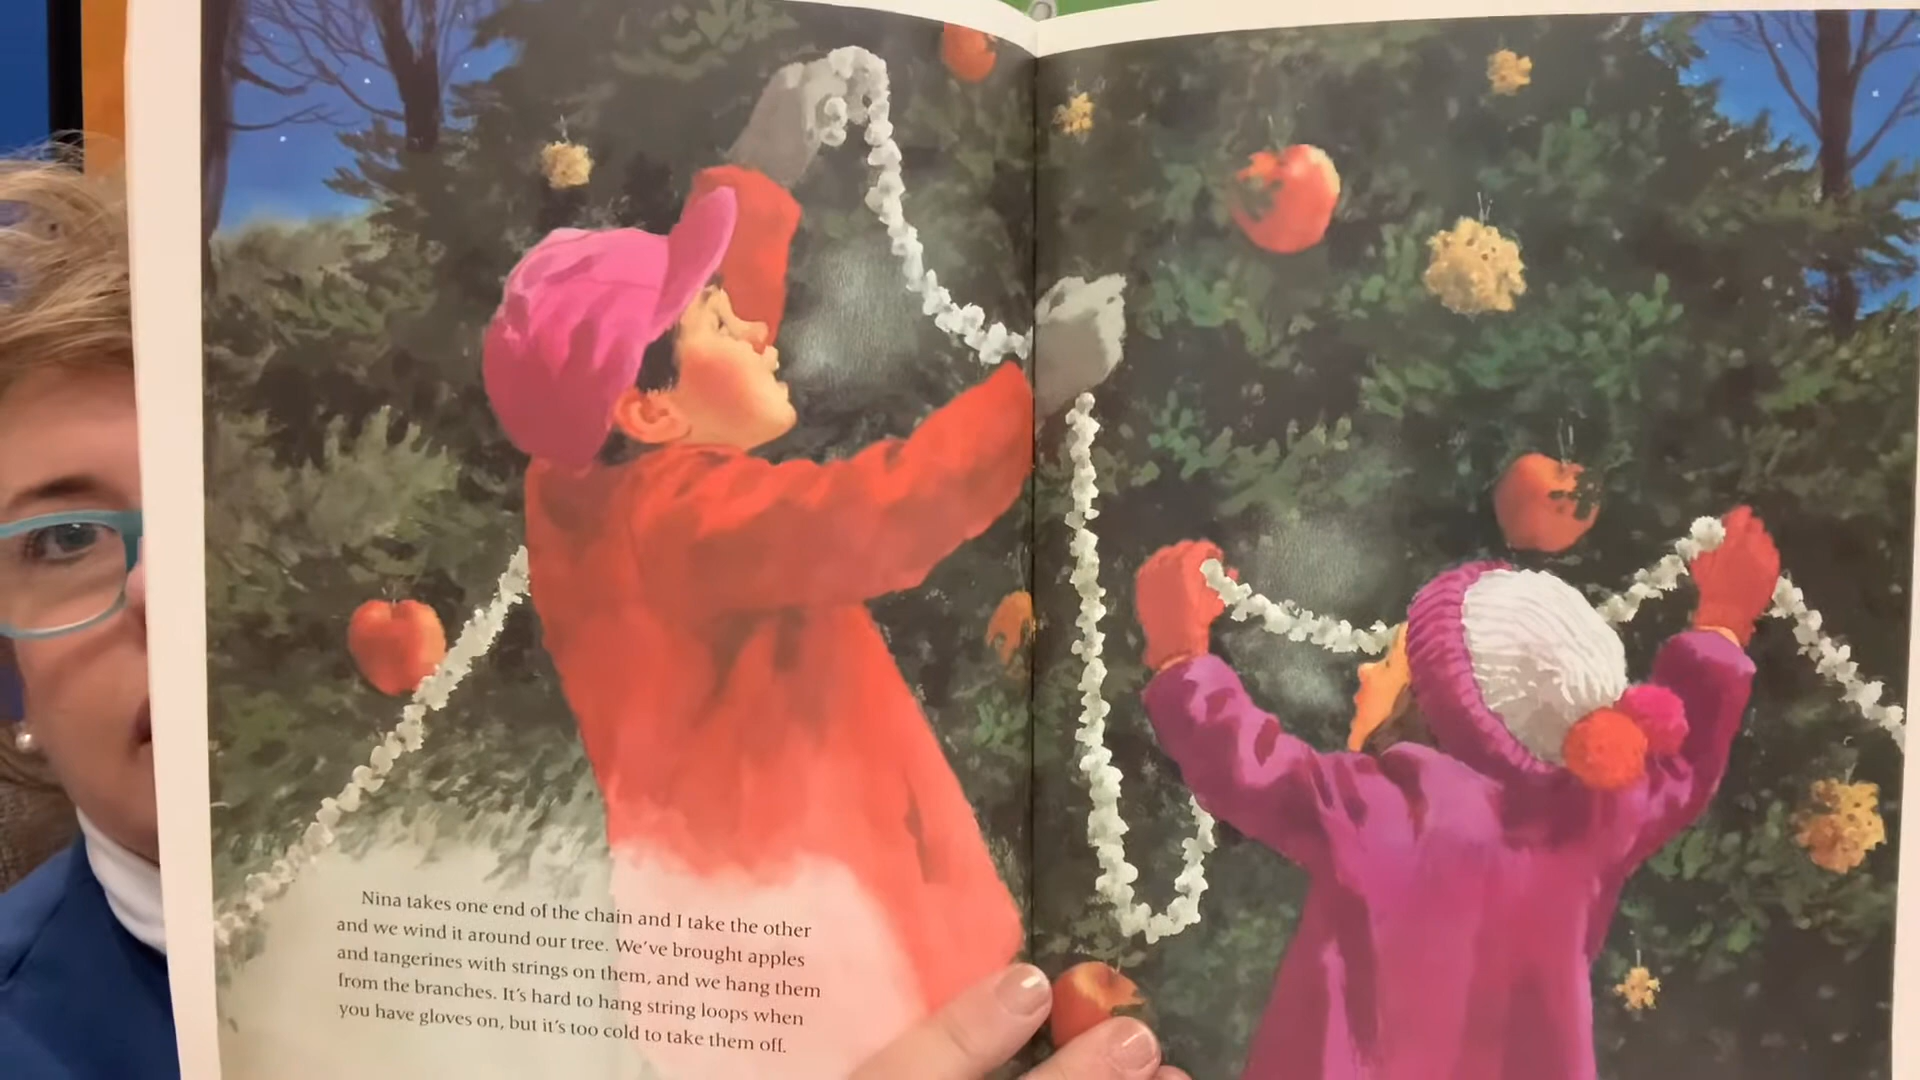 Nina takes one end of the chain and I take the other
and we wind it around our tree. We've brought apples
and tangerines with strings on them, and we hang them
from the branches. It's hard to hang string loops when
you have gloves on, but it's too cold to take them off.